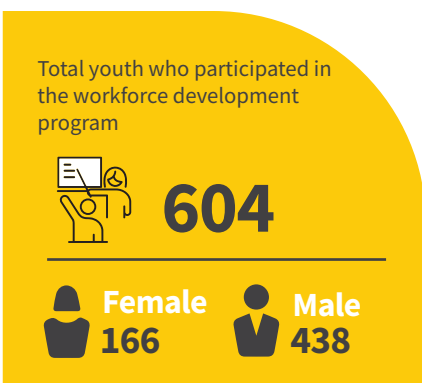 Total youth who participated in
the workforce development
program
604
Female
166
Male
438